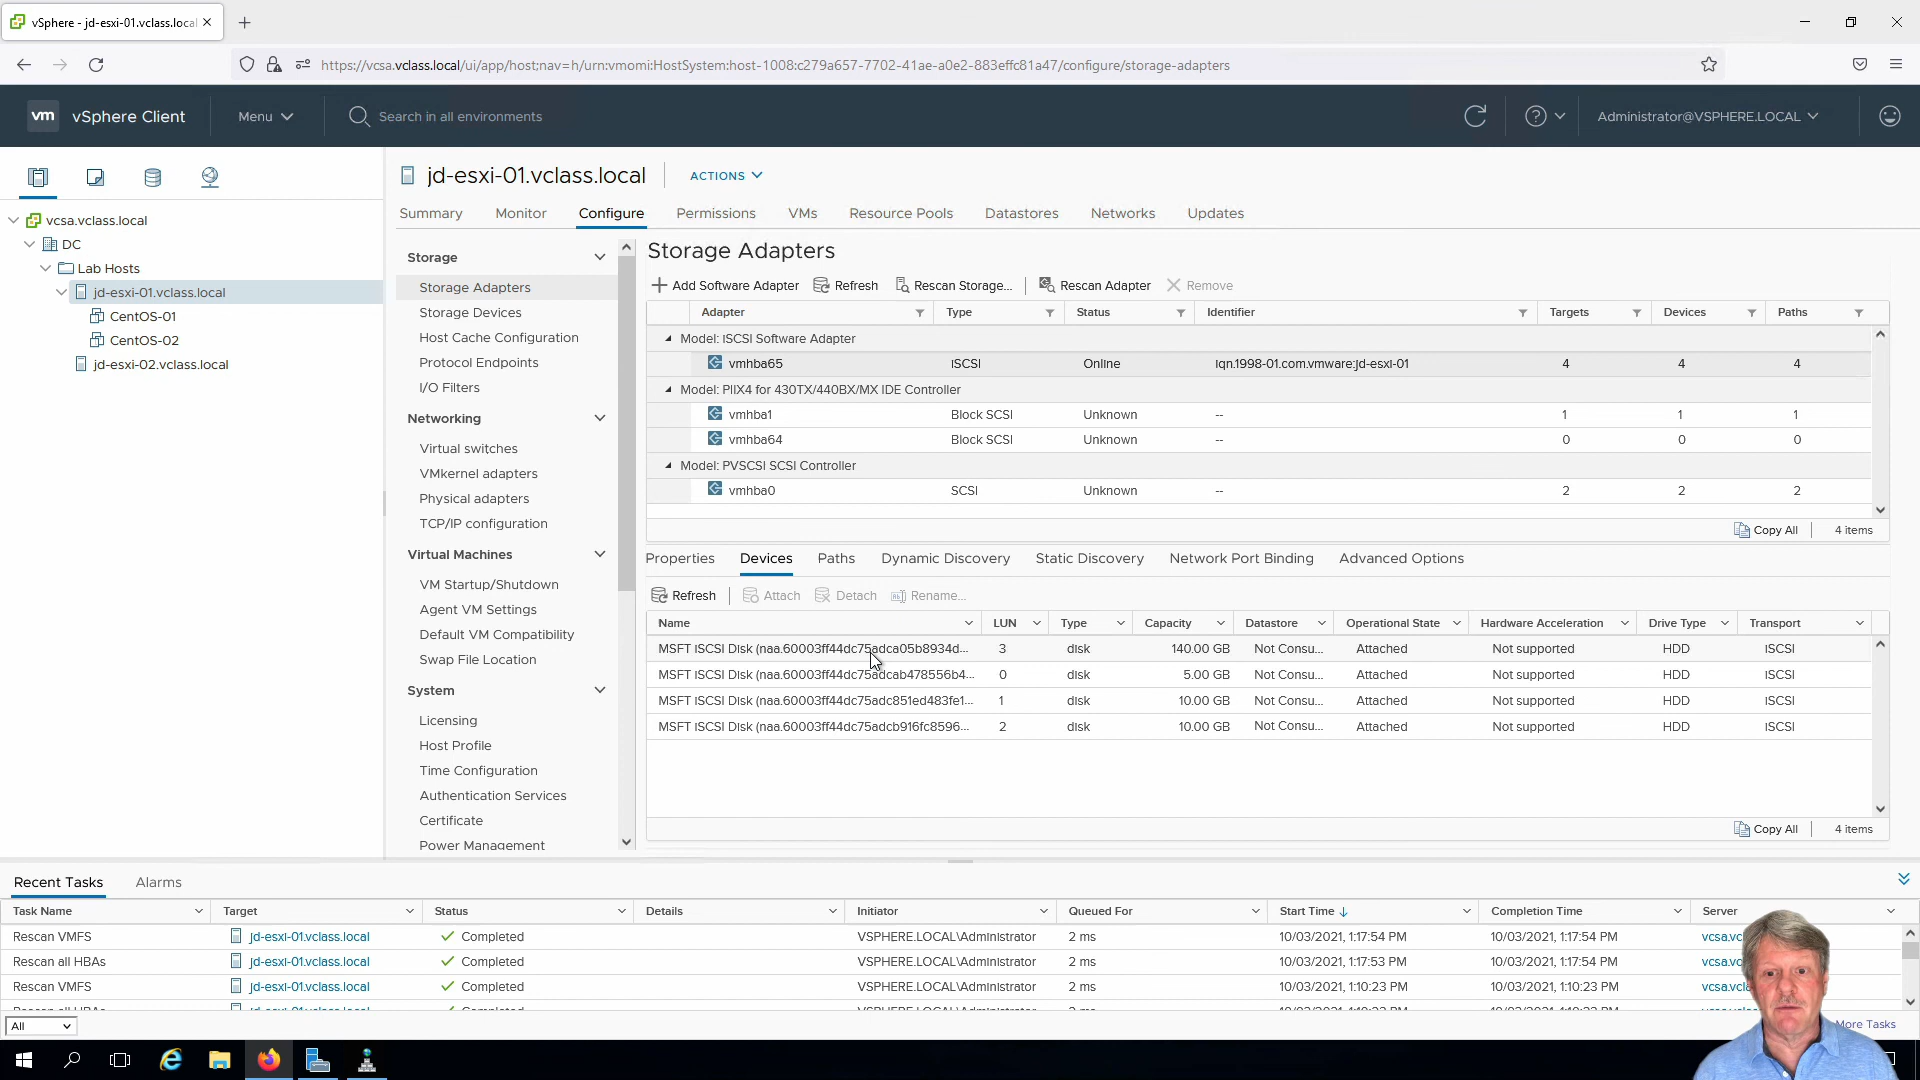 vSphere - jd-esxi-01.vclass.local
https://vcsa.vclass.local/ui/app/host;nav=h/urn:vmomi:HostSystem:host-1008:c279a657-7702-41ae-a0e2-883effc81a47/configure/storage-adapters
vm vSphere Client Menu Search in all environments Administrator@VSPHERE.LOCAL
vcsa.vclass.local
DC
Lab Hosts
jd-esxi-01.vclass.local
CentOS-01
CentOS-02
jd-esxi-02.vclass.local
jd-esxi-01.vclass.local ACTIONS
Summary Monitor Configure Permissions VMs Resource Pools Datastores Networks Updates
Storage
Storage Adapters
Storage Devices
Host Cache Configuration
Protocol Endpoints
I/O Filters
Networking
Virtual switches
VMkernel adapters
Physical adapters
TCP/IP configuration
Virtual Machines
VM Startup/Shutdown
Agent VM Settings
Default VM Compatibility
Swap File Location
System
Licensing
Host Profile
Time Configuration
Authentication Services
Certificate
Power Management
Storage Adapters
Add Software Adapter Refresh Rescan Storage... Rescan Adapter Remove
Adapter Type Status Identifier Targets Devices Paths
Model: iSCSI Software Adapter
vmhba65 iSCSI Online iqn.1998-01.com.vmware:jd-esxi-01 4 4 4
Model: PIIX4 for 430TX/440BX/MX IDE Controller
vmhba1 Block SCSI Unknown -- 1 1 1
vmhba64 Block SCSI Unknown -- 0 0 0
Model: PVSCSI SCSI Controller
vmhba0 SCSI Unknown -- 2 2 2
Copy All 4 items
Properties Devices Paths Dynamic Discovery Static Discovery Network Port Binding Advanced Options
Refresh Attach Detach Rename...
Name LUN Type Capacity Datastore Operational State Hardware Acceleration Drive Type Transport
MSFT iSCSI Disk (naa.60003ff44dc75adca05b8934d... 3 disk 140.00 GB Not Consu... Attached Not supported HDD iSCSI
MSFT iSCSI Disk (naa.60003ff44dc75adcab478556b4... 0 disk 5.00 GB Not Consu... Attached Not supported HDD iSCSI
MSFT iSCSI Disk (naa.60003ff44dc75adc851ed483fe1... 1 disk 10.00 GB Not Consu... Attached Not supported HDD iSCSI
MSFT iSCSI Disk (naa.60003ff44dc75adcb916fc8596... 2 disk 10.00 GB Not Consu... Attached Not supported HDD iSCSI
Copy All 4 items
Recent Tasks Alarms
Task Name Target Status Details Initiator Queued For Start Time Completion Time Server
Rescan VMFS jd-esxi-01.vclass.local Completed VSPHERE.LOCAL\Administrator 2 ms 10/03/2021, 1:17:54 PM 10/03/2021, 1:17:54 PM vcsa.vc
Rescan all HBAs jd-esxi-01.vclass.local Completed VSPHERE.LOCAL\Administrator 2 ms 10/03/2021, 1:17:53 PM 10/03/2021, 1:17:54 PM vcsa.vc
Rescan VMFS jd-esxi-01.vclass.local Completed VSPHERE.LOCAL\Administrator 2 ms 10/03/2021, 1:10:23 PM 10/03/2021, 1:10:23 PM vcsa.vcla
All More Tasks